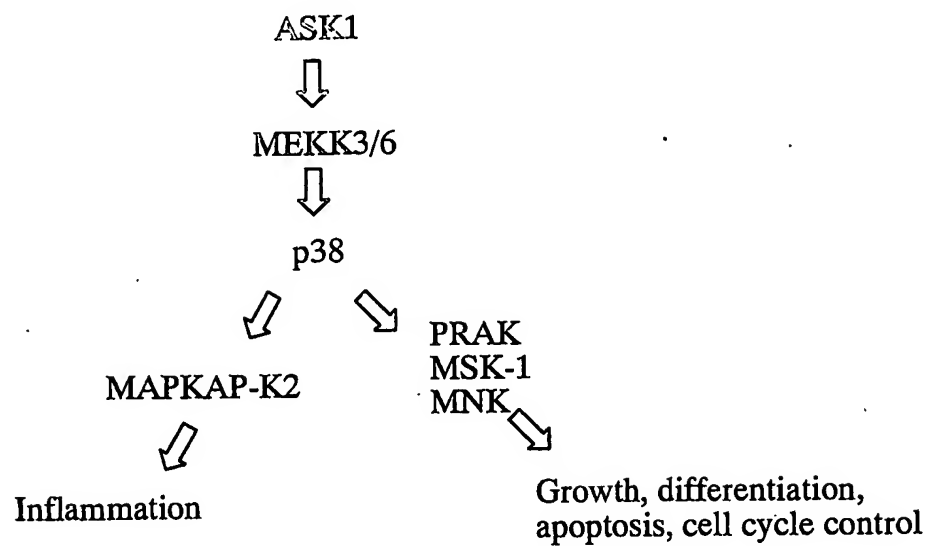 ASK1
MEKK3/6
p38
MAPKAP-K2
PRAK
MSK-1
MNK
Inflammation
Growth, differentiation,
apoptosis, cell cycle control